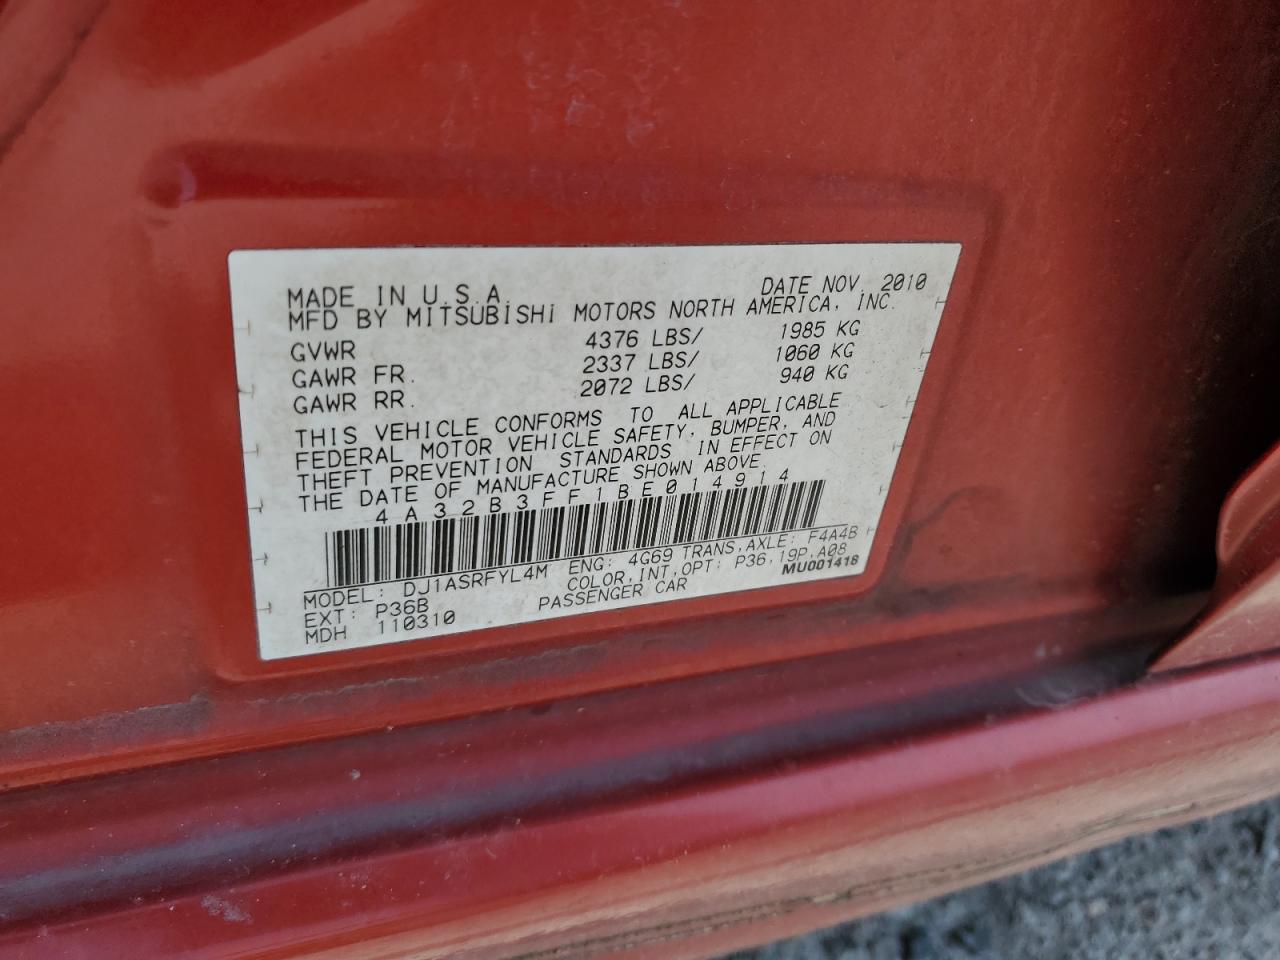 MADE IN U.S.A. DATE NOV. 2010
MFD BY MITSUBISHi MOTORS NORTH AMERICA, INC.
GVWR 4376 LBS/ 1985 KG
GAWR FR. 2337 LBS/ 1060 KG
GAWR RR. 2072 LBS/ 940 KG
THIS VEHICLE CONFORMS TO ALL APPLICABLE
FEDERAL MOTOR VEHICLE SAFETY, BUMPER, AND
THEFT PREVENTION STANDARDS IN EFFECT ON
THE DATE OF MANUFACTURE SHOWN ABOVE.
4A32B3FF1BE014914
MODEL: DJ1ASRFYL4M ENG: 4G69 TRANS,AXLE: F4A4B
EXT: P36B COLOR,INT,OPT: P36,19P,A08
MDH 110310 PASSENGER CAR MU001418